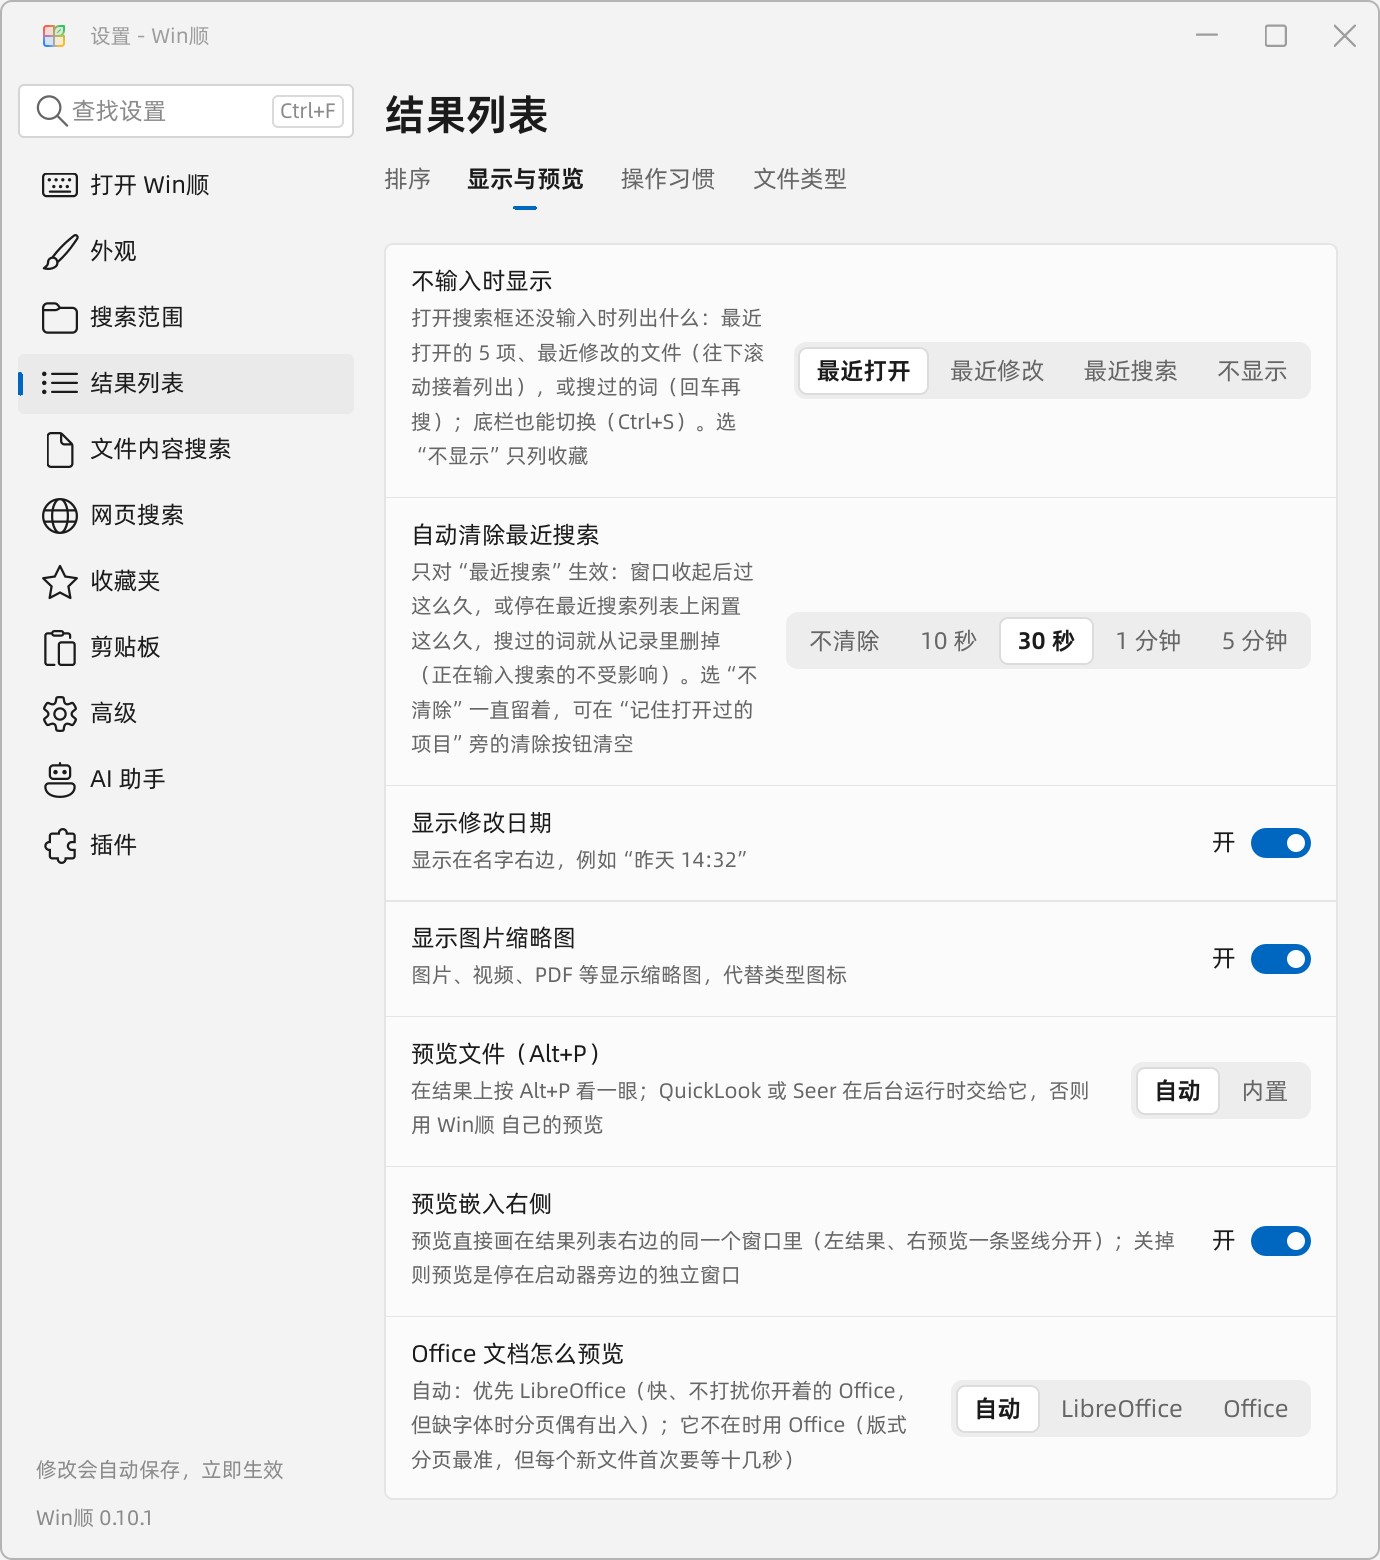 设置 - Win顺
查找设置
Ctrl+F
打开 Win顺
外观
搜索范围
结果列表
文件内容搜索
网页搜索
收藏夹
剪贴板
高级
AI 助手
插件
修改会自动保存，立即生效
Win顺 0.10.1
结果列表
排序 显示与预览 操作习惯 文件类型
不输入时显示
打开搜索框还没输入时列出什么：最近
打开的 5 项、最近修改的文件（往下滚
动接着列出），或搜过的词（回车再
搜）；底栏也能切换（Ctrl+S）。选
“不显示”只列收藏
最近打开 最近修改 最近搜索 不显示
自动清除最近搜索
只对“最近搜索”生效：窗口收起后过
这么久，或停在最近搜索列表上闲置
这么久，搜过的词就从记录里删掉
（正在输入搜索的不受影响）。选“不
清除”一直留着，可在“记住打开过的
项目”旁的清除按钮清空
不清除 10 秒 30 秒 1 分钟 5 分钟
显示修改日期
显示在名字右边，例如“昨天 14:32”
开
显示图片缩略图
图片、视频、PDF 等显示缩略图，代替类型图标
开
预览文件（Alt+P）
在结果上按 Alt+P 看一眼；QuickLook 或 Seer 在后台运行时交给它，否则
用 Win顺 自己的预览
自动 内置
预览嵌入右侧
预览直接画在结果列表右边的同一个窗口里（左结果、右预览一条竖线分开）；关掉
则预览是停在启动器旁边的独立窗口
开
Office 文档怎么预览
自动：优先 LibreOffice（快、不打扰你开着的 Office，
但缺字体时分页偶有出入）；它不在时用 Office（版式
分页最准，但每个新文件首次要等十几秒）
自动 LibreOffice Office